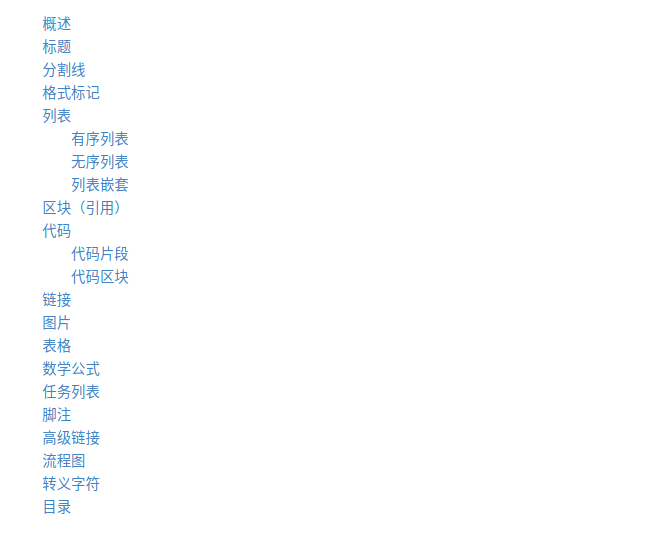 概述
标题
分割线
格式标记
列表
有序列表
无序列表
列表嵌套
区块（引用）
代码
代码片段
代码区块
链接
图片
表格
数学公式
任务列表
脚注
高级链接
流程图
转义字符
目录